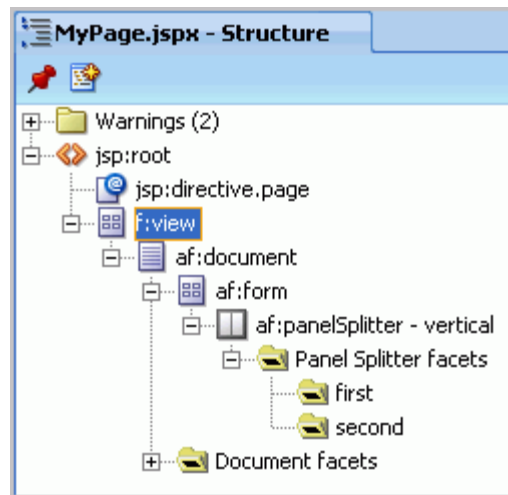 MyPage.jspx - Structure
Warnings (2)
jsp:root
jsp:directive.page
f:view
af:document
af:form
af:panelSplitter - vertical
Panel Splitter facets
first
second
Document facets